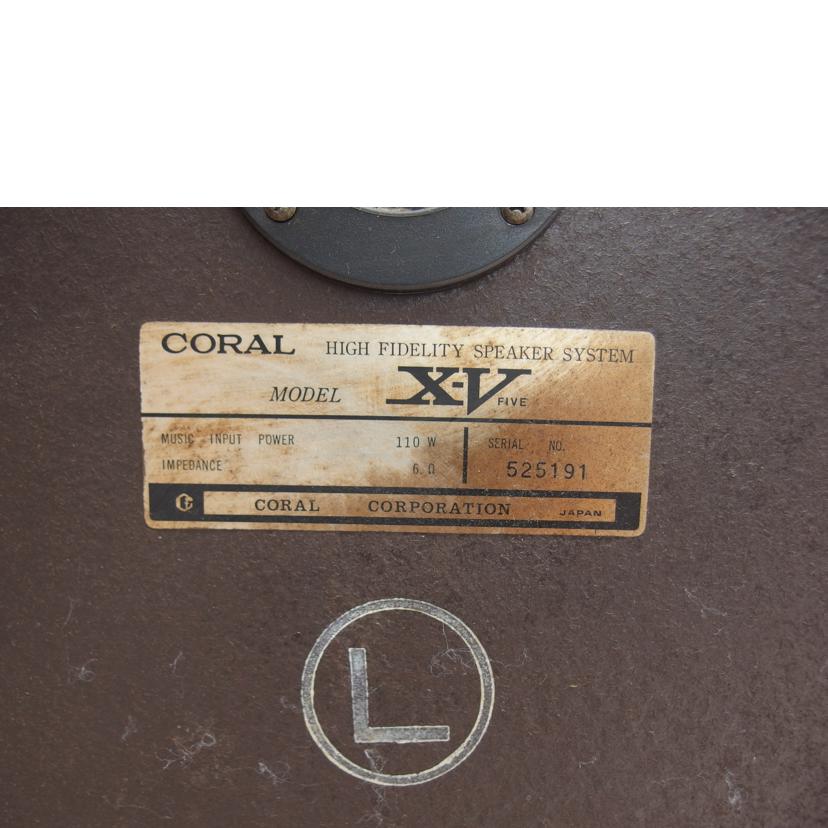 CORAL HIGH FIDELITY SPEAKER SYSTEM
MODEL X-V FIVE
MUSIC INPUT POWER 110 W SERIAL NO.
IMPEDANCE 6 Ω 525191
CORAL CORPORATION JAPAN
L